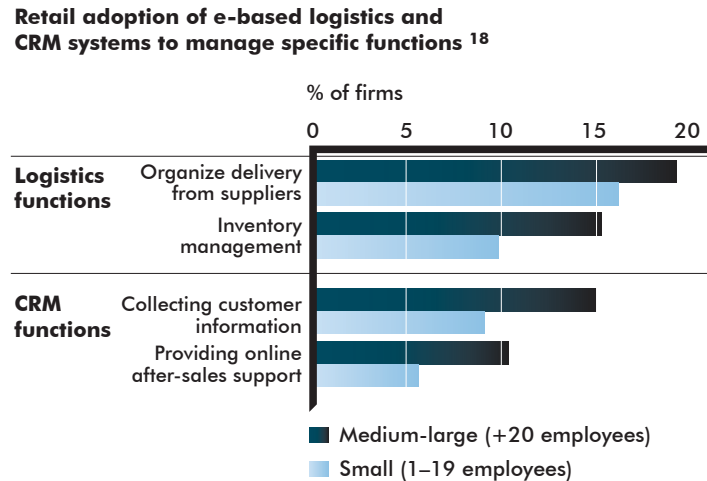 Retail adoption of e-based logistics and
CRM systems to manage specific functions 18
% of firms
0 5 10 15 20
Logistics functions
Organize delivery from suppliers
Inventory management
CRM functions
Collecting customer information
Providing online after-sales support
Medium-large (+20 employees)
Small (1–19 employees)